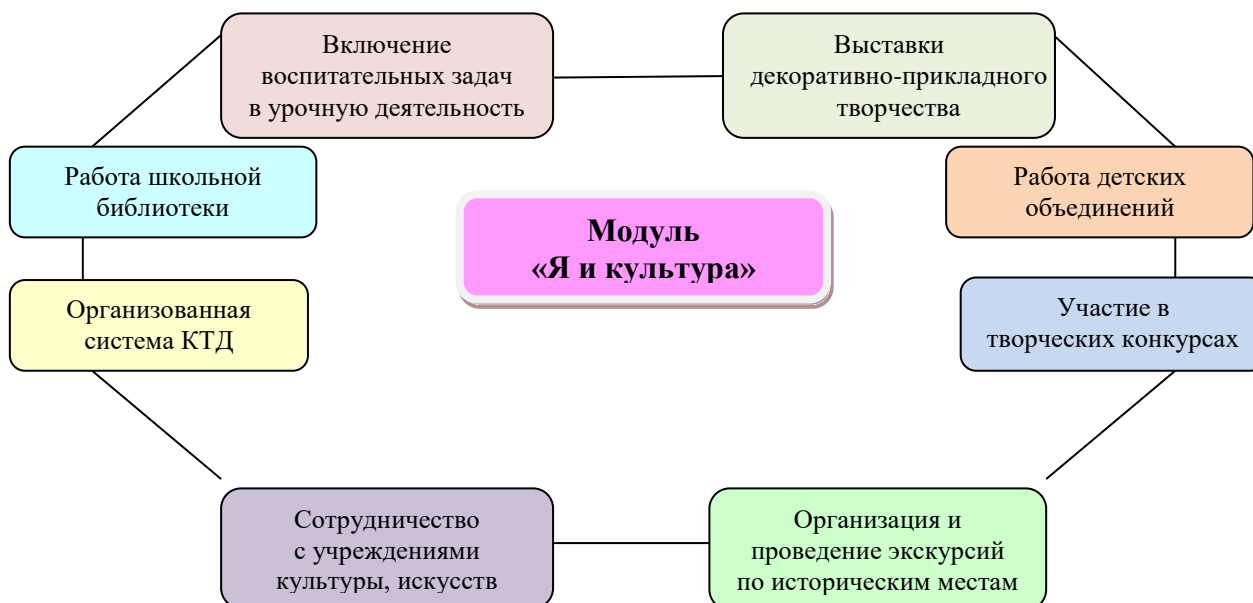 Включение
воспитательных задач
в урочную деятельность
Выставки
декоративно-прикладного
творчества
Работа школьной
библиотеки
Работа детских
объединений
Модуль
«Я и культура»
Организованная
система КТД
Участие в
творческих конкурсах
Сотрудничество
с учреждениями
культуры, искусств
Организация и
проведение экскурсий
по историческим местам